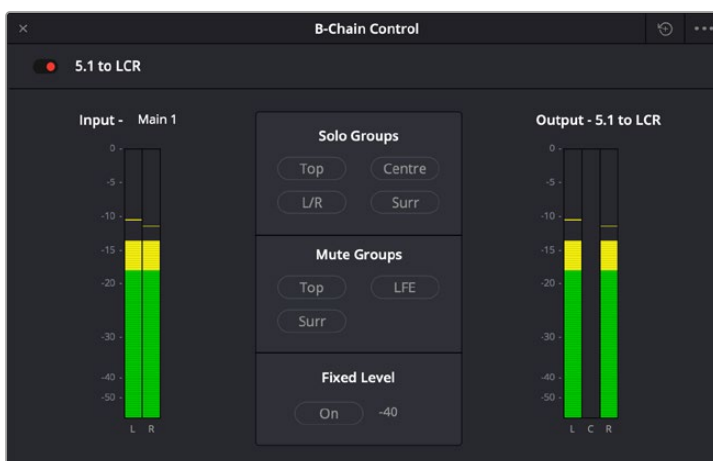 B-Chain Control
5.1 to LCR
Input - Main 1
0 -
-5 -
-10 -
-15 -
-20 -
-30 -
-40 -
-50 -
L R
Solo Groups
Top Centre
L/R Surr
Mute Groups
Top LFE
Surr
Fixed Level
On -40
Output - 5.1 to LCR
0 -
-5 -
-10 -
-15 -
-20 -
-30 -
-40 -
-50 -
L C R